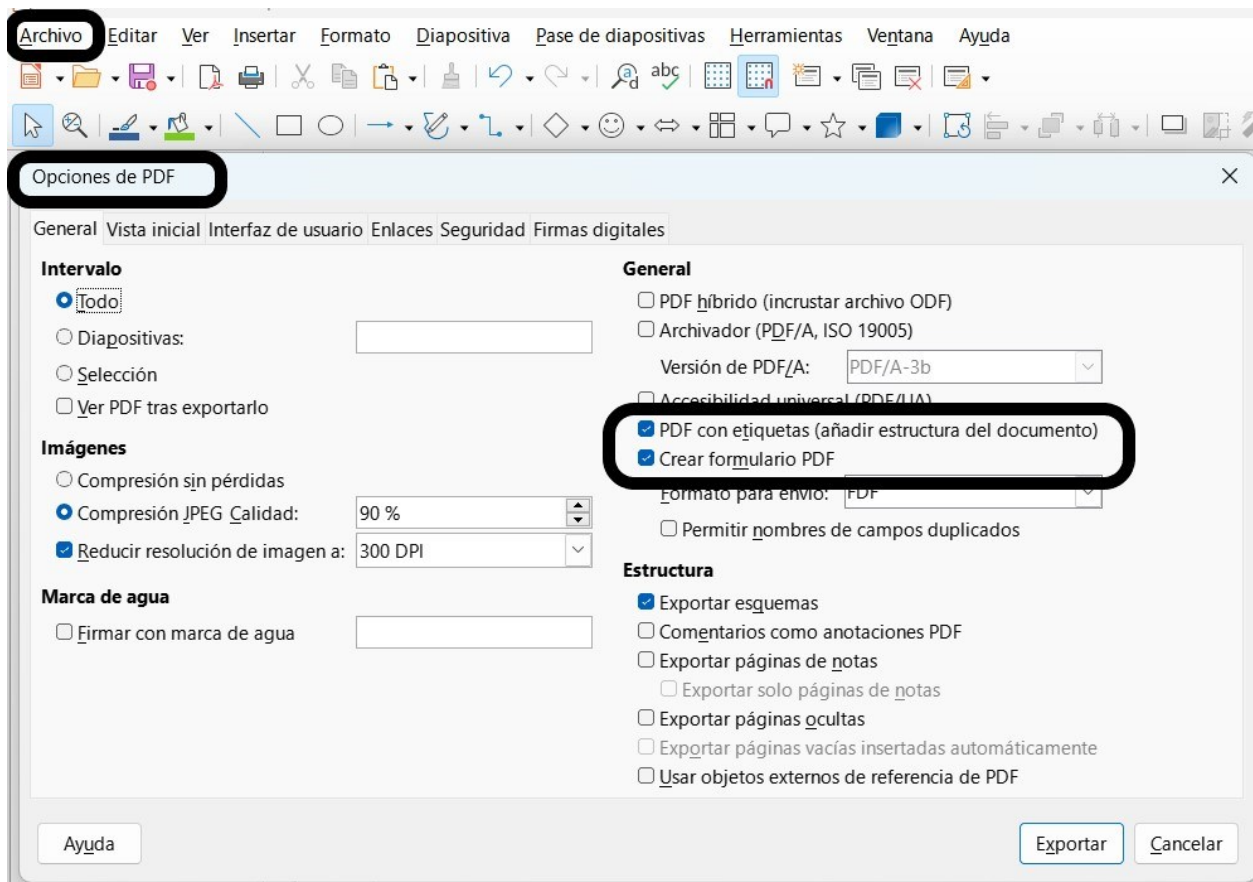 Archivo Editar Ver Insertar Formato Diapositiva Pase de diapositivas Herramientas Ventana Ayuda
Opciones de PDF
General Vista inicial Interfaz de usuario Enlaces Seguridad Firmas digitales
Intervalo
Todo
Diapositivas:
Selección
Ver PDF tras exportarlo
Imágenes
Compresión sin pérdidas
Compresión JPEG Calidad: 90 %
Reducir resolución de imagen a: 300 DPI
Marca de agua
Firmar con marca de agua
General
PDF híbrido (incrustar archivo ODF)
Archivador (PDF/A, ISO 19005)
Versión de PDF/A: PDF/A-3b
Accesibilidad universal (PDF/UA)
PDF con etiquetas (añadir estructura del documento)
Crear formulario PDF
Formato para envío: FDF
Permitir nombres de campos duplicados
Estructura
Exportar esquemas
Comentarios como anotaciones PDF
Exportar páginas de notas
Exportar solo páginas de notas
Exportar páginas ocultas
Exportar páginas vacías insertadas automáticamente
Usar objetos externos de referencia de PDF
Ayuda Exportar Cancelar